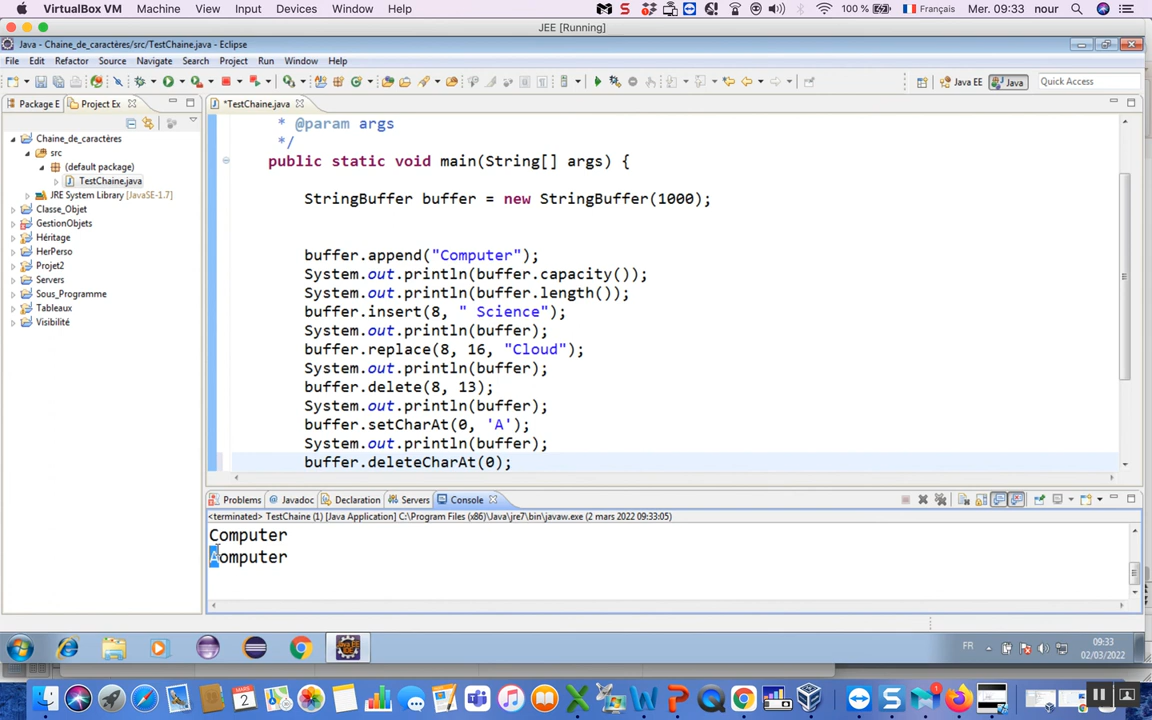 VirtualBox VM Machine View Input Devices Window Help 100 % Français Mer. 09:33 nour
JEE [Running]
Java - Chaine_de_caractères/src/TestChaine.java - Eclipse
File Edit Refactor Source Navigate Search Project Run Window Help
Java EE Java Quick Access
Package E Project Ex *TestChaine.java
Chaine_de_caractères
src
(default package)
TestChaine.java
JRE System Library [JavaSE-1.7]
Classe_Objet
GestionObjets
Héritage
HerPerso
Projet2
Servers
Sous_Programme
Tableaux
Visibilité
* @param args
*/
public static void main(String[] args) {
StringBuffer buffer = new StringBuffer(1000);
buffer.append("Computer");
System.out.println(buffer.capacity());
System.out.println(buffer.length());
buffer.insert(8, " Science");
System.out.println(buffer);
buffer.replace(8, 16, "Cloud");
System.out.println(buffer);
buffer.delete(8, 13);
System.out.println(buffer);
buffer.setCharAt(0, 'A');
System.out.println(buffer);
buffer.deleteCharAt(0);
Problems Javadoc Declaration Servers Console
<terminated> TestChaine (1) [Java Application] C:\Program Files (x86)\Java\jre7\bin\javaw.exe (2 mars 2022 09:33:05)
Computer
Aomputer
FR 09:33
02/03/2022